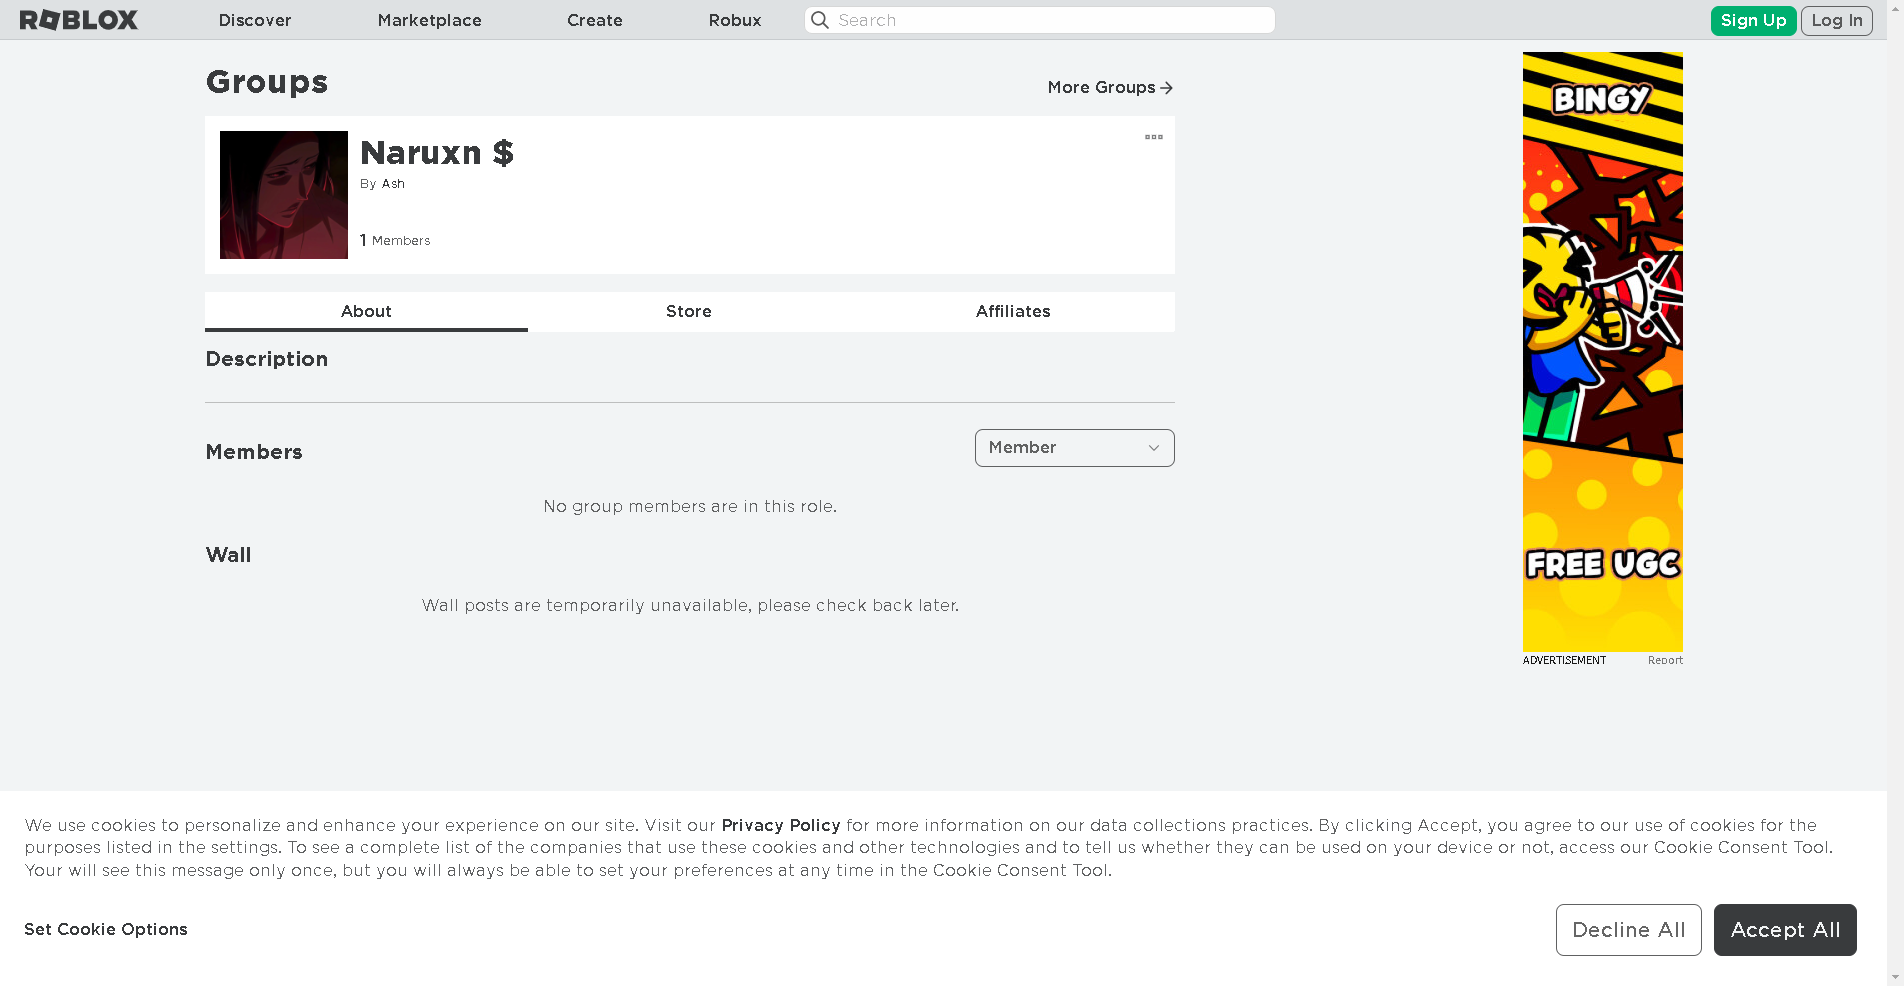 ROBLOX
Discover
Marketplace
Create
Robux
Search
Sign Up
Log In
Groups
More Groups
Naruxn $
By Ash
1 Members
About
Store
Affiliates
Description
Members
Member
No group members are in this role.
Wall
Wall posts are temporarily unavailable, please check back later.
BINGY
FREE UGC
ADVERTISEMENT
Report
We use cookies to personalize and enhance your experience on our site. Visit our Privacy Policy for more information on our data collections practices. By clicking Accept, you agree to our use of cookies for the
purposes listed in the settings. To see a complete list of the companies that use these cookies and other technologies and to tell us whether they can be used on your device or not, access our Cookie Consent Tool.
Your will see this message only once, but you will always be able to set your preferences at any time in the Cookie Consent Tool.
Set Cookie Options
Decline All
Accept All